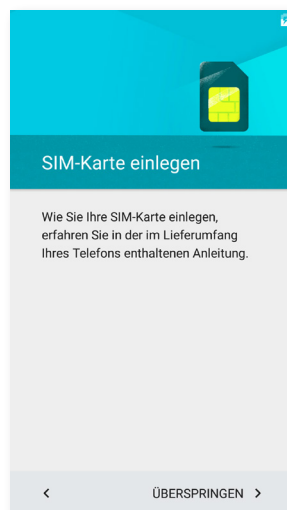 SIM-Karte einlegen
Wie Sie Ihre SIM-Karte einlegen,
erfahren Sie in der im Lieferumfang
Ihres Telefons enthaltenen Anleitung.
ÜBERSPRINGEN